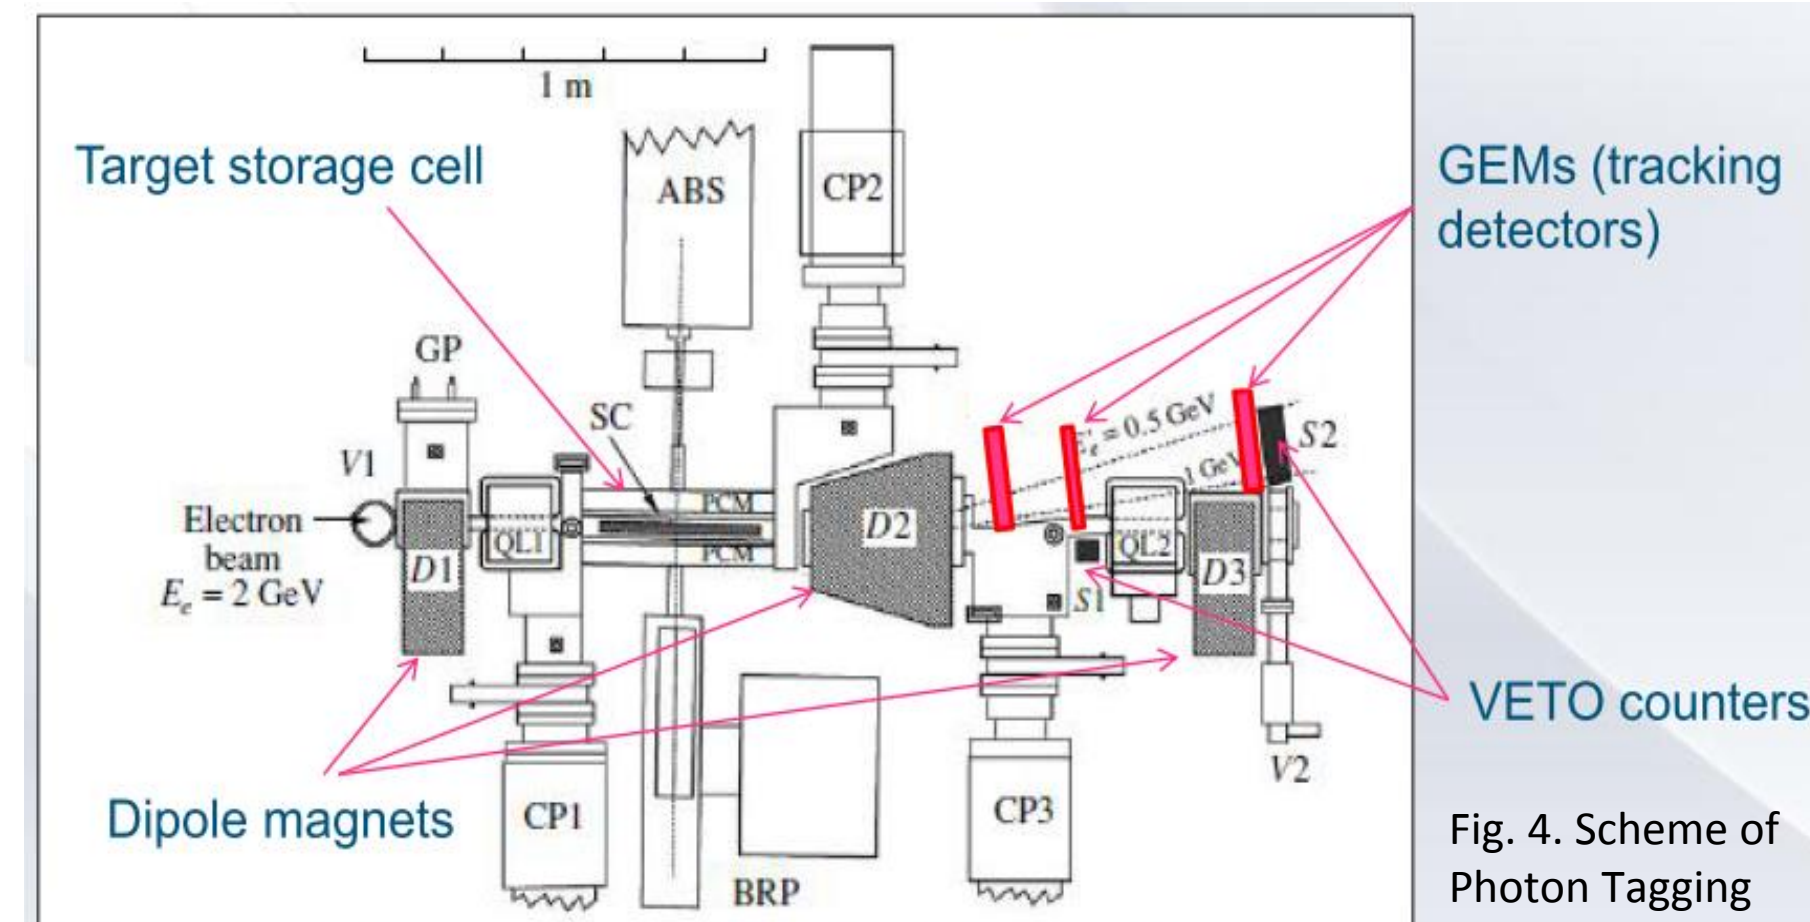 1 m
Target storage cell
ABS
CP2
GEMs (tracking
detectors)
GP
SC
V1
Electron
beam
E_e = 2 GeV
D1
QL1
PCM
PCM
D2
= 0.5 GeV
1 GeV
S2
S1
QL2
D3
VETO counters
V2
Dipole magnets
CP1
BRP
CP3
Fig. 4. Scheme of
Photon Tagging